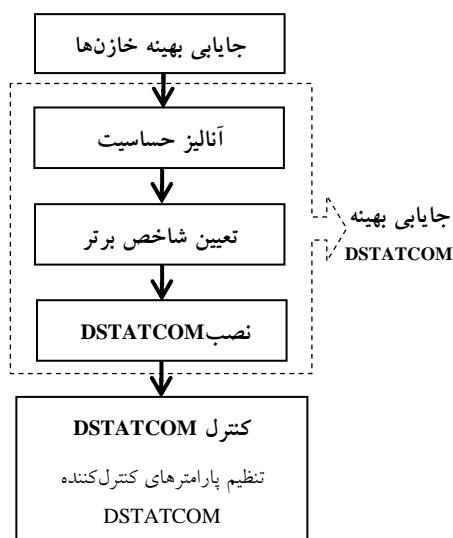 جایابی بهینه خازن‌ها
آنالیز حساسیت
تعیین شاخص برتر
جایابی بهینه
DSTATCOM
نصبDSTATCOM
کنترل DSTATCOM
تنظیم پارامترهای کنترل‌کننده
DSTATCOM